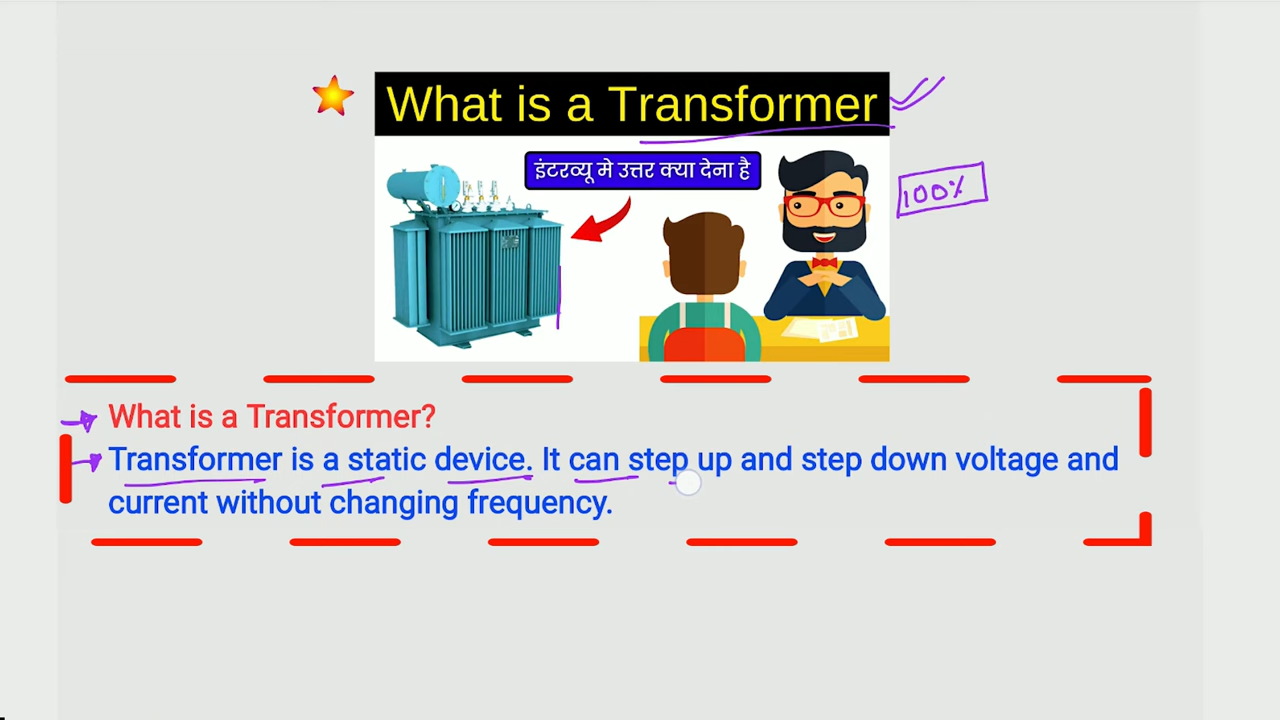 What is a Transformer
इंटरव्यू मे उत्तर क्या देना है
100%
What is a Transformer?
Transformer is a static device. It can step up and step down voltage and
current without changing frequency.